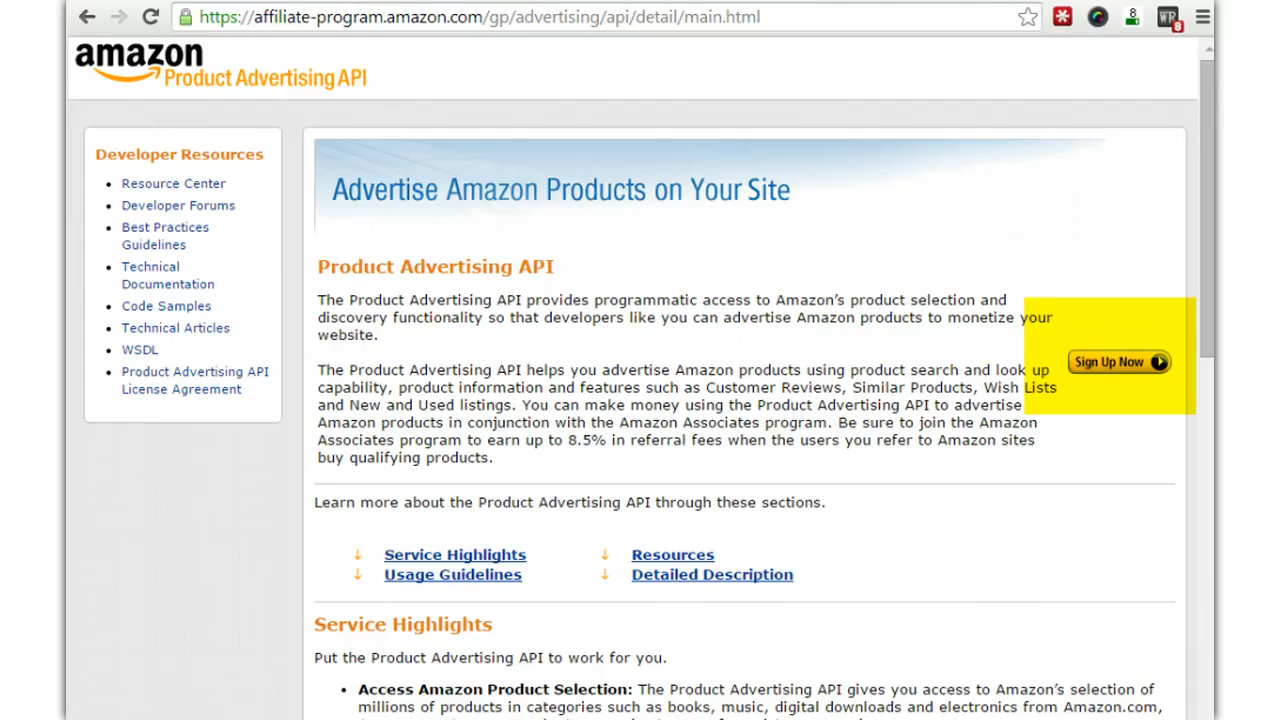 https://affiliate-program.amazon.com/gp/advertising/api/detail/main.html
8
WR
8
amazon
Product Advertising API
Developer Resources
Resource Center
Developer Forums
Best Practices
Guidelines
Technical
Documentation
Code Samples
Technical Articles
WSDL
Product Advertising API
License Agreement
Advertise Amazon Products on Your Site
Product Advertising API
The Product Advertising API provides programmatic access to Amazon's product selection and
discovery functionality so that developers like you can advertise Amazon products to monetize your
website.
The Product Advertising API helps you advertise Amazon products using product search and look up
capability, product information and features such as Customer Reviews, Similar Products, Wish Lists
and New and Used listings. You can make money using the Product Advertising API to advertise
Amazon products in conjunction with the Amazon Associates program. Be sure to join the Amazon
Associates program to earn up to 8.5% in referral fees when the users you refer to Amazon sites
buy qualifying products.
Sign Up Now
Learn more about the Product Advertising API through these sections.
Service Highlights
Resources
Usage Guidelines
Detailed Description
Service Highlights
Put the Product Advertising API to work for you.
Access Amazon Product Selection: The Product Advertising API gives you access to Amazon's selection of
millions of products in categories such as books, music, digital downloads and electronics from Amazon.com,